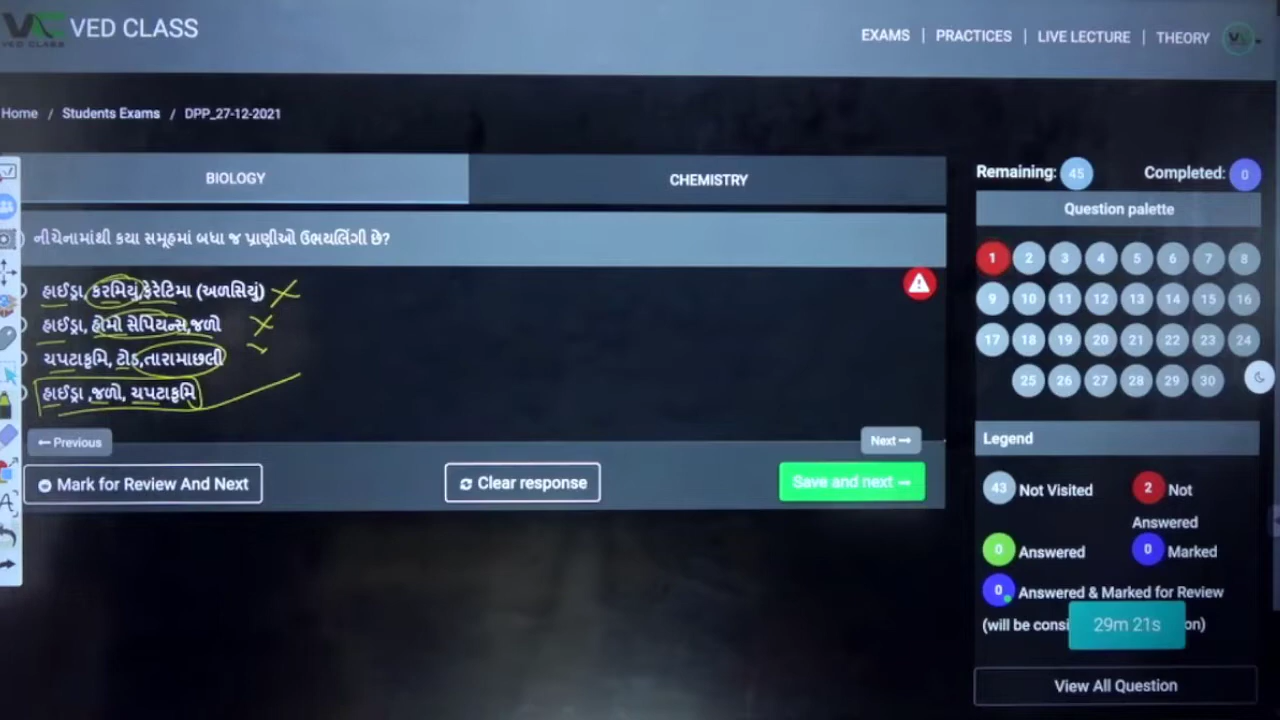 VED CLASS
VED CLASS
EXAMS | PRACTICES | LIVE LECTURE | THEORY
Home / Students Exams / DPP_27-12-2021
BIOLOGY
CHEMISTRY
નીચેનામાંથી કયા સમૂહમાં બધા જ પ્રાણીઓ ઉભયલિંગી છે?
હાઈડ્રા, કરમિયું,ફેરેટિમા (અળસિયું)
હાઈડ્રા, હોમો સેપિયન્સ,જળો
ચપટાકૃમિ, ટોડ,તારામાછલી
હાઈડ્રા ,જળો, ચપટાકૃમિ
← Previous
Next →
Mark for Review And Next
Clear response
Save and next →
Remaining: 45
Completed: 0
Question palette
1 2 3 4 5 6 7 8
9 10 11 12 13 14 15 16
17 18 19 20 21 22 23 24
25 26 27 28 29 30
Legend
43 Not Visited
2 Not Answered
0 Answered
0 Marked
0 Answered & Marked for Review
(will be consi
on)
29m 21s
View All Question